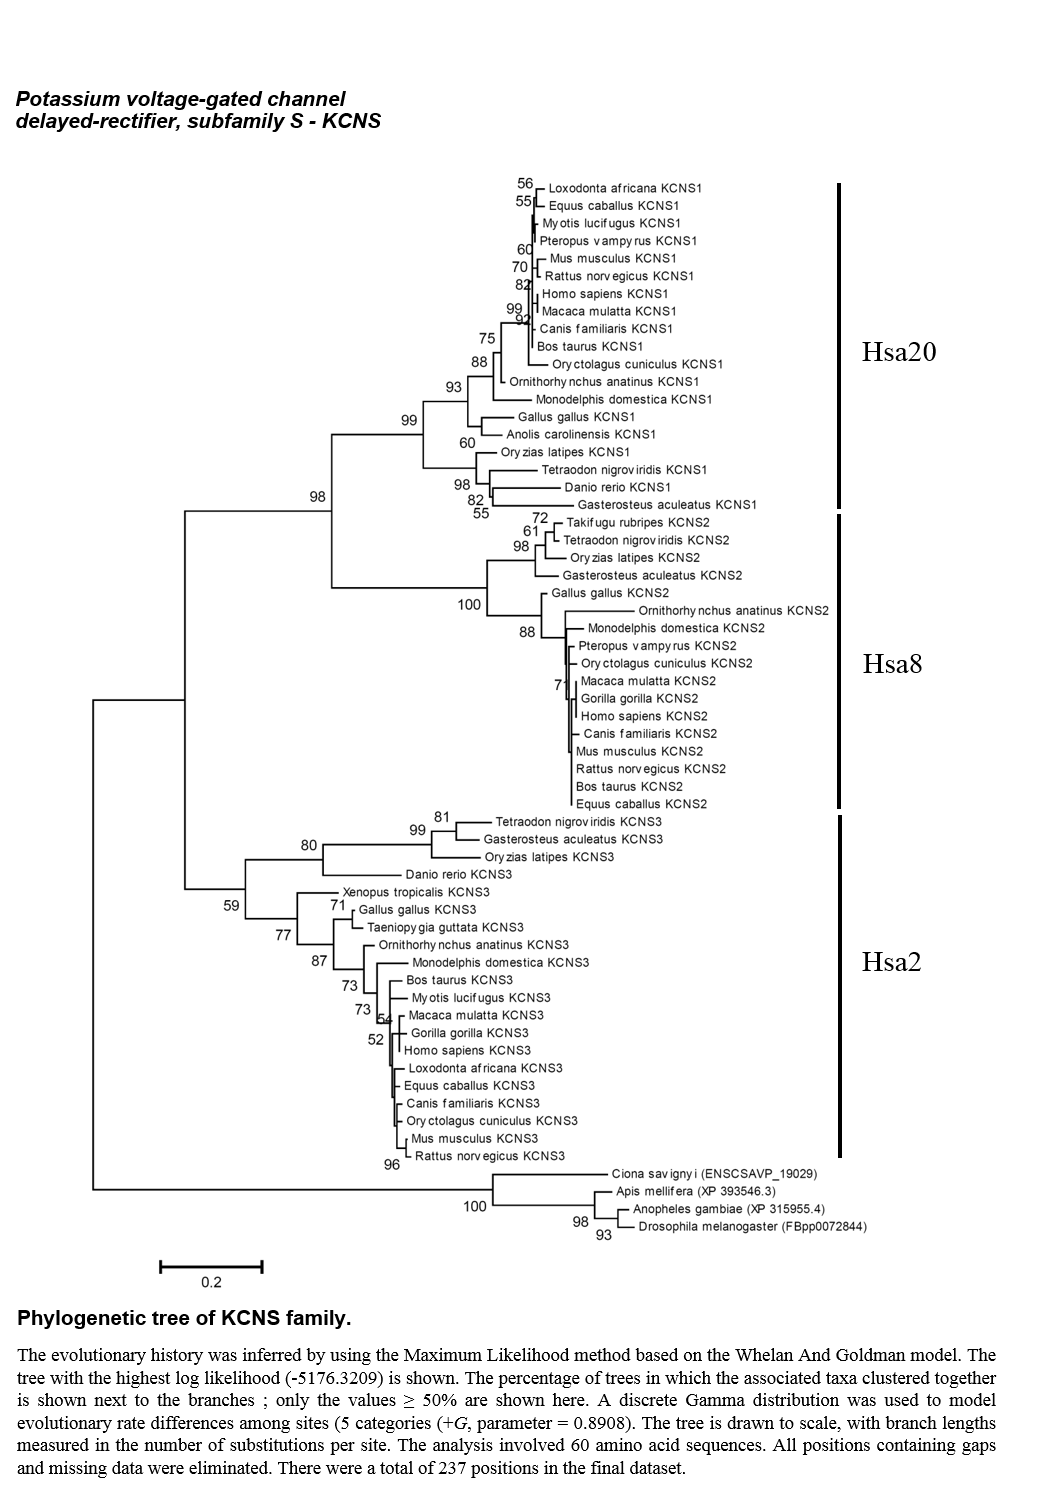 Potassium voltage-gated channel
delayed-rectifier, subfamily S - KCNS
56
Loxodonta africana KCNS1
55
Equus caballus KCNS1
Myotis lucifugus KCNS1
Pteropus vampyrus KCNS1
60
Mus musculus KCNS1
70
Rattus norvegicus KCNS1
82
Homo sapiens KCNS1
99
Macaca mulatta KCNS1
92
Canis familiaris KCNS1
75
Bos taurus KCNS1
Hsa20
88
Oryctolagus cuniculus KCNS1
Ornithorhynchus anatinus KCNS1
93
Monodelphis domestica KCNS1
Gallus gallus KCNS1
99
Anolis carolinensis KCNS1
60
Oryzias latipes KCNS1
Tetraodon nigroviridis KCNS1
98
Danio rerio KCNS1
82
Gasterosteus aculeatus KCNS1
98
55
72
Takifugu rubripes KCNS2
61
Tetraodon nigroviridis KCNS2
98
Oryzias latipes KCNS2
Gasterosteus aculeatus KCNS2
Gallus gallus KCNS2
100
Ornithorhynchus anatinus KCNS2
88
Monodelphis domestica KCNS2
Pteropus vampyrus KCNS2
Oryctolagus cuniculus KCNS2
Hsa8
71
Macaca mulatta KCNS2
Gorilla gorilla KCNS2
Homo sapiens KCNS2
Canis familiaris KCNS2
Mus musculus KCNS2
Rattus norvegicus KCNS2
Bos taurus KCNS2
Equus caballus KCNS2
81
Tetraodon nigroviridis KCNS3
99
Gasterosteus aculeatus KCNS3
80
Oryzias latipes KCNS3
Danio rerio KCNS3
Xenopus tropicalis KCNS3
59
71
Gallus gallus KCNS3
Taeniopygia guttata KCNS3
77
Ornithorhynchus anatinus KCNS3
87
Monodelphis domestica KCNS3
Hsa2
73
Bos taurus KCNS3
Myotis lucifugus KCNS3
73
54
Macaca mulatta KCNS3
Gorilla gorilla KCNS3
52
Homo sapiens KCNS3
Loxodonta africana KCNS3
Equus caballus KCNS3
Canis familiaris KCNS3
Oryctolagus cuniculus KCNS3
Mus musculus KCNS3
Rattus norvegicus KCNS3
96
Ciona savignyi (ENSCSAVP_19029)
Apis mellifera (XP 393546.3)
100
Anopheles gambiae (XP 315955.4)
98
Drosophila melanogaster (FBpp0072844)
93
0.2
Phylogenetic tree of KCNS family.
The evolutionary history was inferred by using the Maximum Likelihood method based on the Whelan And Goldman model. The
tree with the highest log likelihood (-5176.3209) is shown. The percentage of trees in which the associated taxa clustered together
is shown next to the branches ; only the values ≥ 50% are shown here. A discrete Gamma distribution was used to model
evolutionary rate differences among sites (5 categories (+G, parameter = 0.8908). The tree is drawn to scale, with branch lengths
measured in the number of substitutions per site. The analysis involved 60 amino acid sequences. All positions containing gaps
and missing data were eliminated. There were a total of 237 positions in the final dataset.